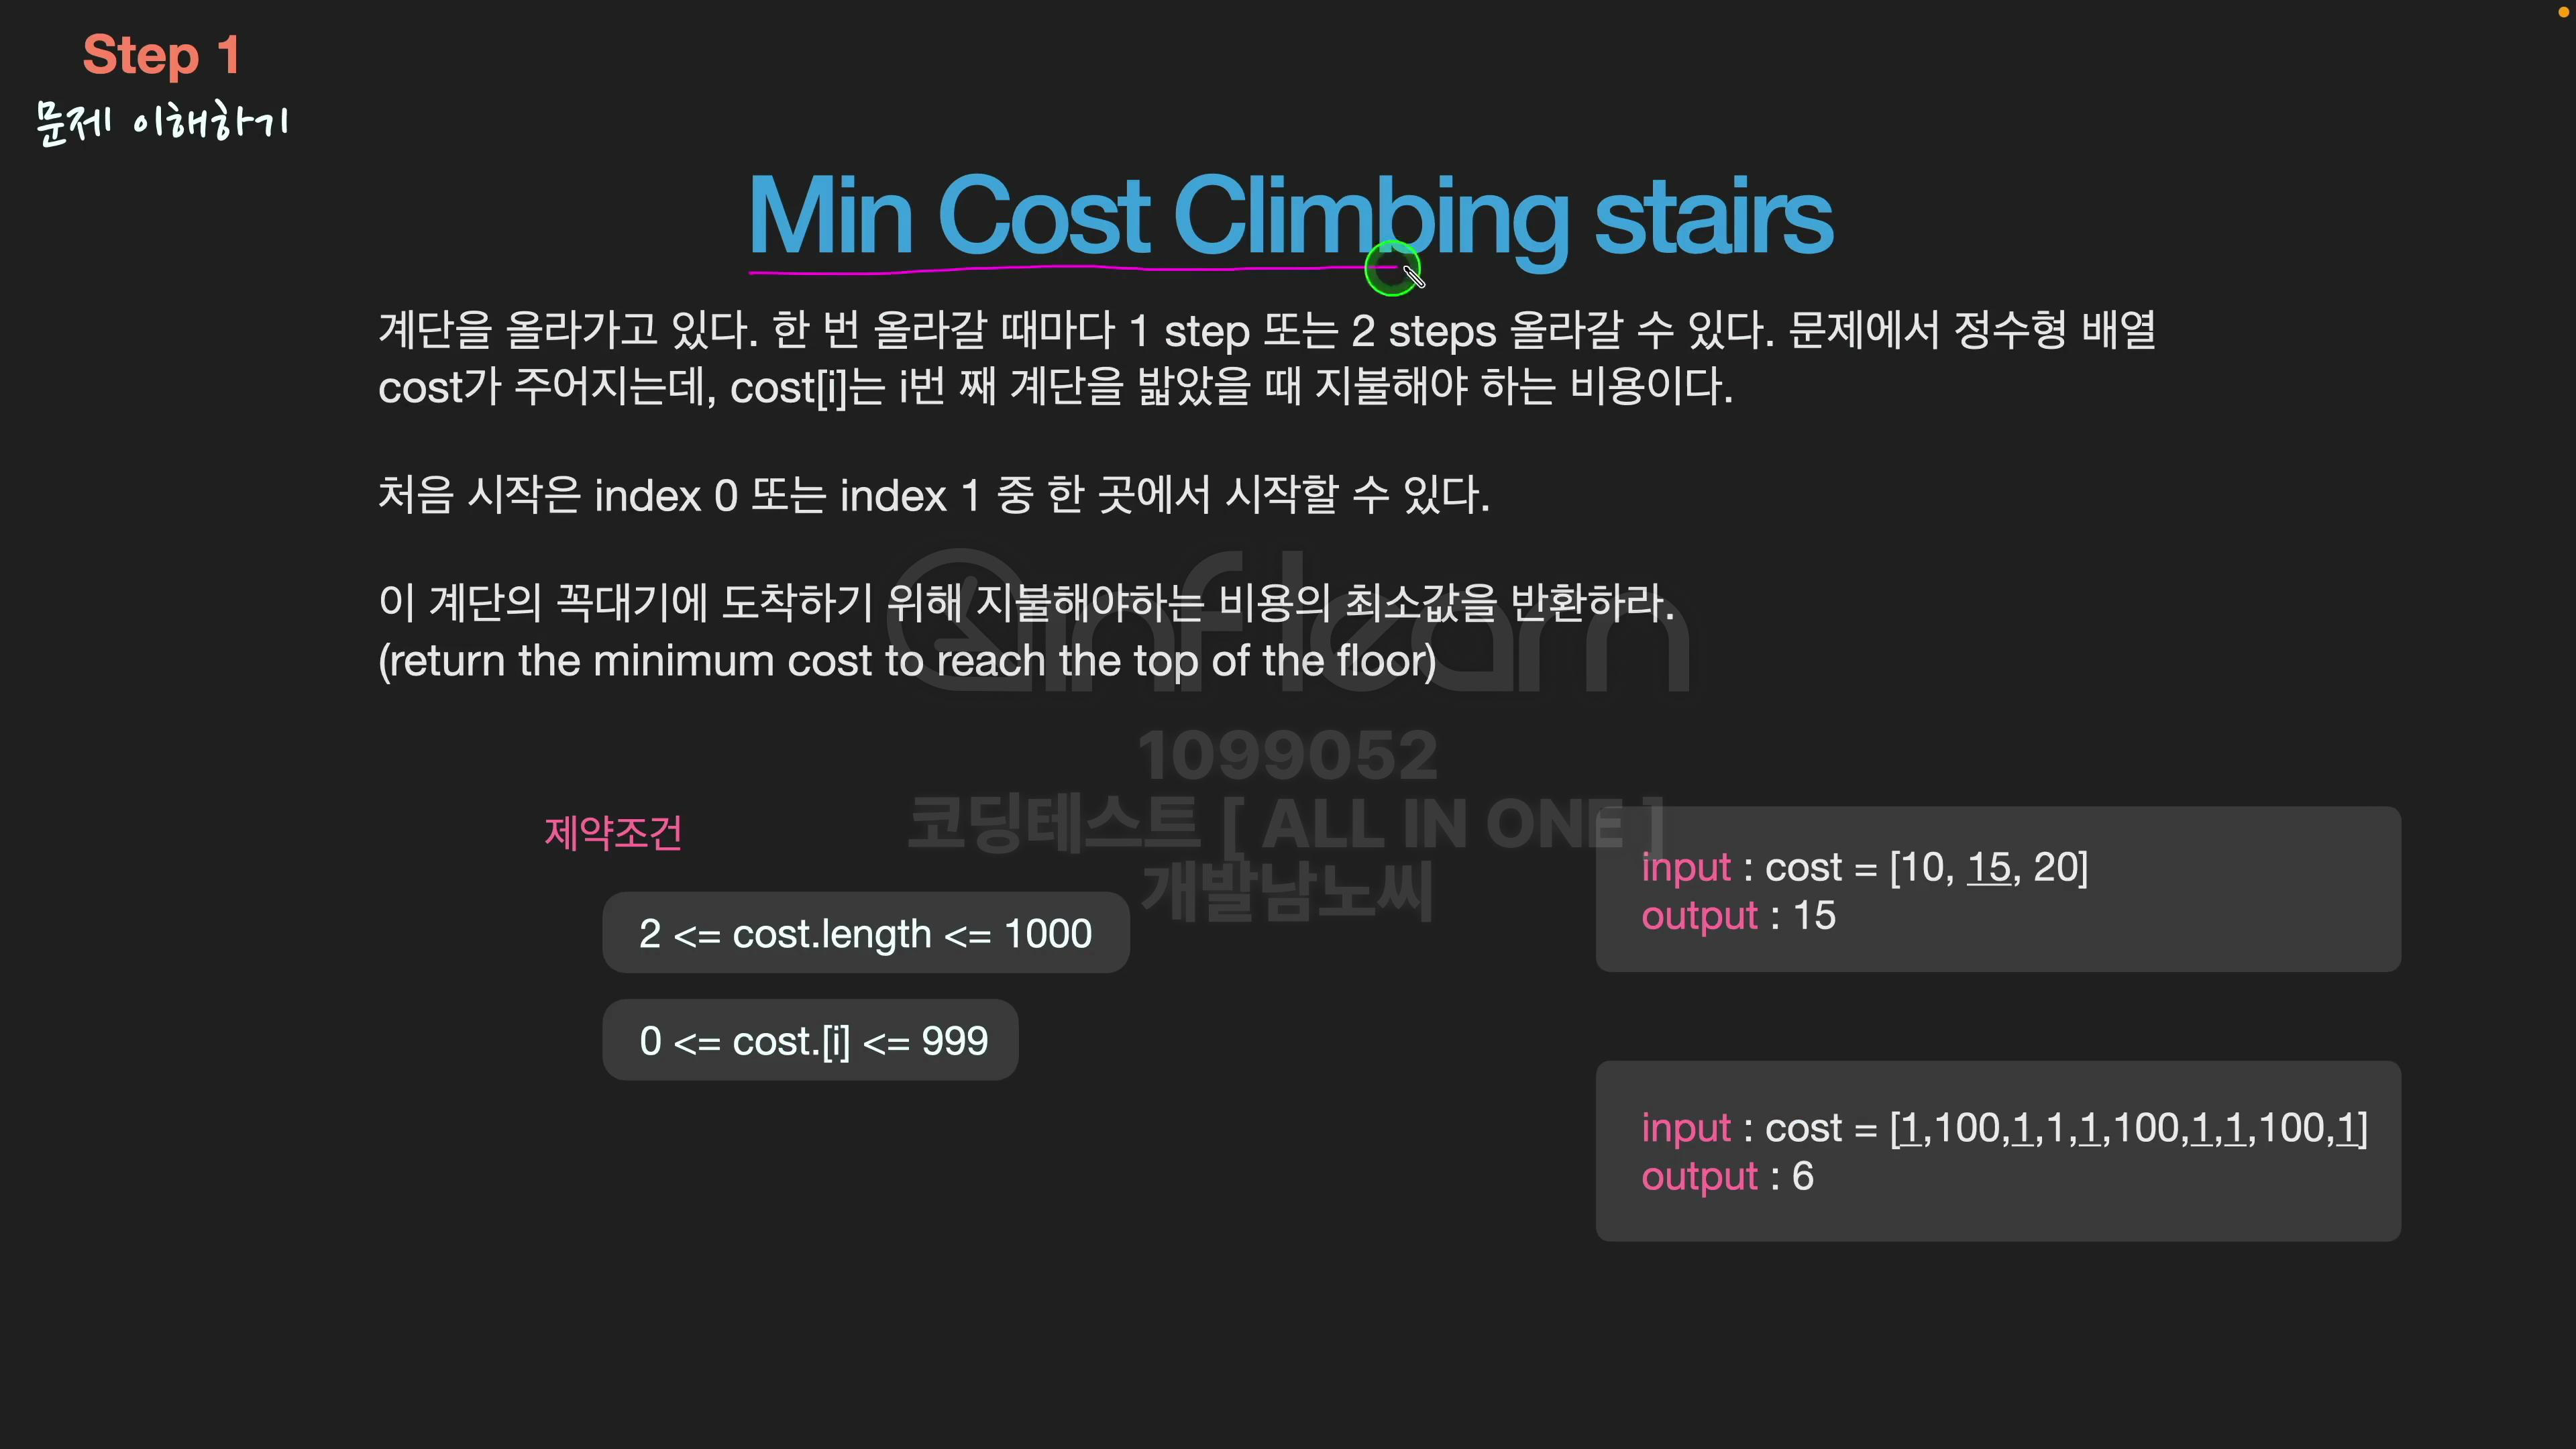 Step 1
문제 이해하기
Min Cost Climbing stairs
계단을 올라가고 있다. 한 번 올라갈 때마다 1 step 또는 2 steps 올라갈 수 있다. 문제에서 정수형 배열
cost가 주어지는데, cost[i]는 i번 째 계단을 밟았을 때 지불해야 하는 비용이다.
처음 시작은 index 0 또는 index 1 중 한 곳에서 시작할 수 있다.
이 계단의 꼭대기에 도착하기 위해 지불해야하는 비용의 최소값을 반환하라.
(return the minimum cost to reach the top of the floor)
inflearn
1099052
코딩테스트 [ ALL IN ONE ]
개발남노씨
제약조건
2 <= cost.length <= 1000
0 <= cost.[i] <= 999
input : cost = [10, 15, 20]
output : 15
input : cost = [1,100,1,1,1,100,1,1,100,1]
output : 6